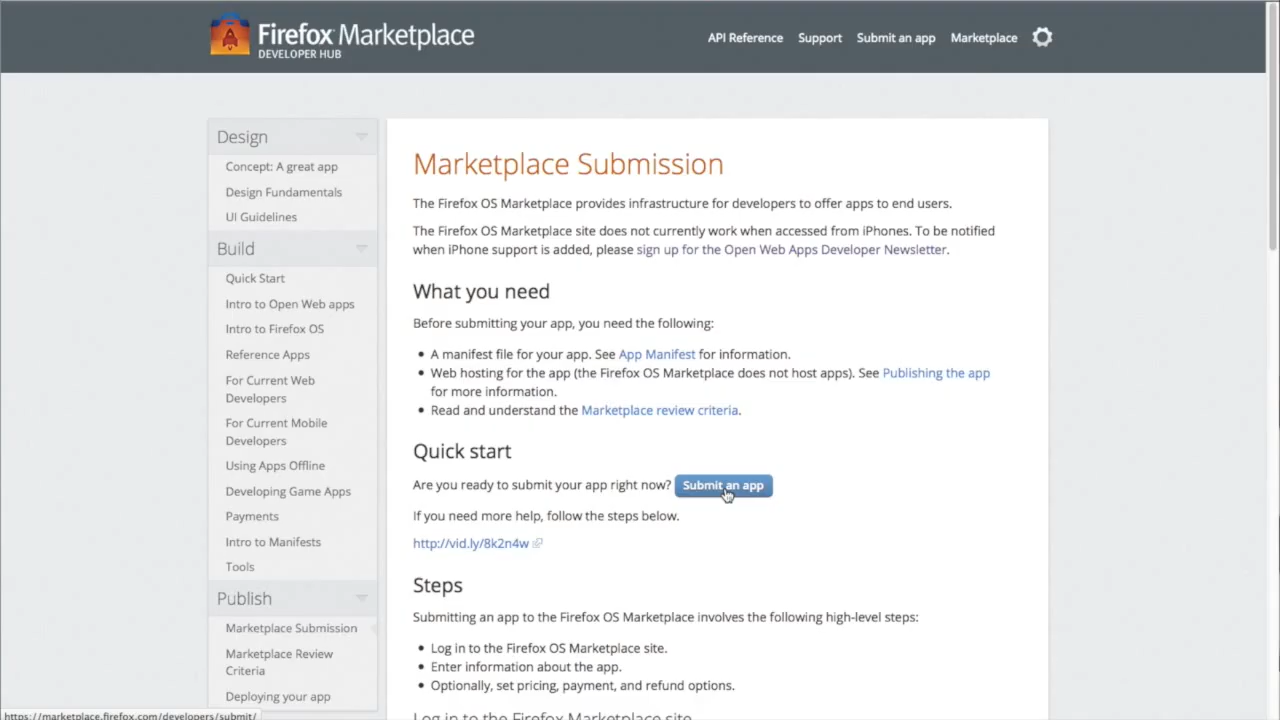 Firefox Marketplace
DEVELOPER HUB
API Reference Support Submit an app Marketplace
Design
Concept: A great app
Design Fundamentals
UI Guidelines
Build
Quick Start
Intro to Open Web apps
Intro to Firefox OS
Reference Apps
For Current Web
Developers
For Current Mobile
Developers
Using Apps Offline
Developing Game Apps
Payments
Intro to Manifests
Tools
Publish
Marketplace Submission
Marketplace Review
Criteria
Deploying your app
Marketplace Submission
The Firefox OS Marketplace provides infrastructure for developers to offer apps to end users.
The Firefox OS Marketplace site does not currently work when accessed from iPhones. To be notified
when iPhone support is added, please sign up for the Open Web Apps Developer Newsletter.
What you need
Before submitting your app, you need the following:
• A manifest file for your app. See App Manifest for information.
• Web hosting for the app (the Firefox OS Marketplace does not host apps). See Publishing the app
for more information.
• Read and understand the Marketplace review criteria.
Quick start
Are you ready to submit your app right now? Submit an app
If you need more help, follow the steps below.
http://vid.ly/8k2n4w
Steps
Submitting an app to the Firefox OS Marketplace involves the following high-level steps:
• Log in to the Firefox OS Marketplace site.
• Enter information about the app.
• Optionally, set pricing, payment, and refund options.
Log in to the Firefox Marketplace site
https://marketplace.firefox.com/developers/submit/